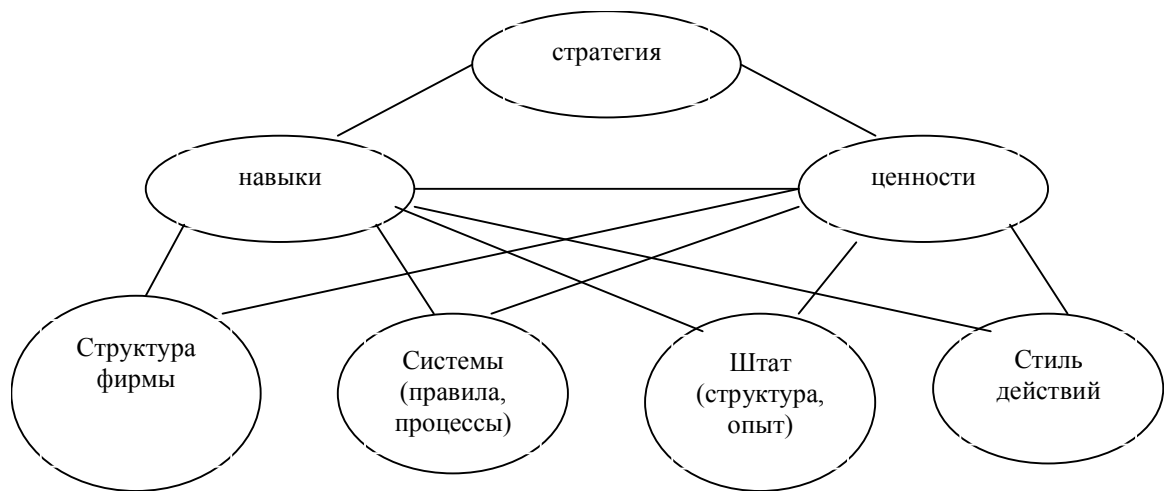 стратегия
навыки
ценности
Структура
фирмы
Системы
(правила,
процессы)
Штат
(структура,
опыт)
Стиль
действий